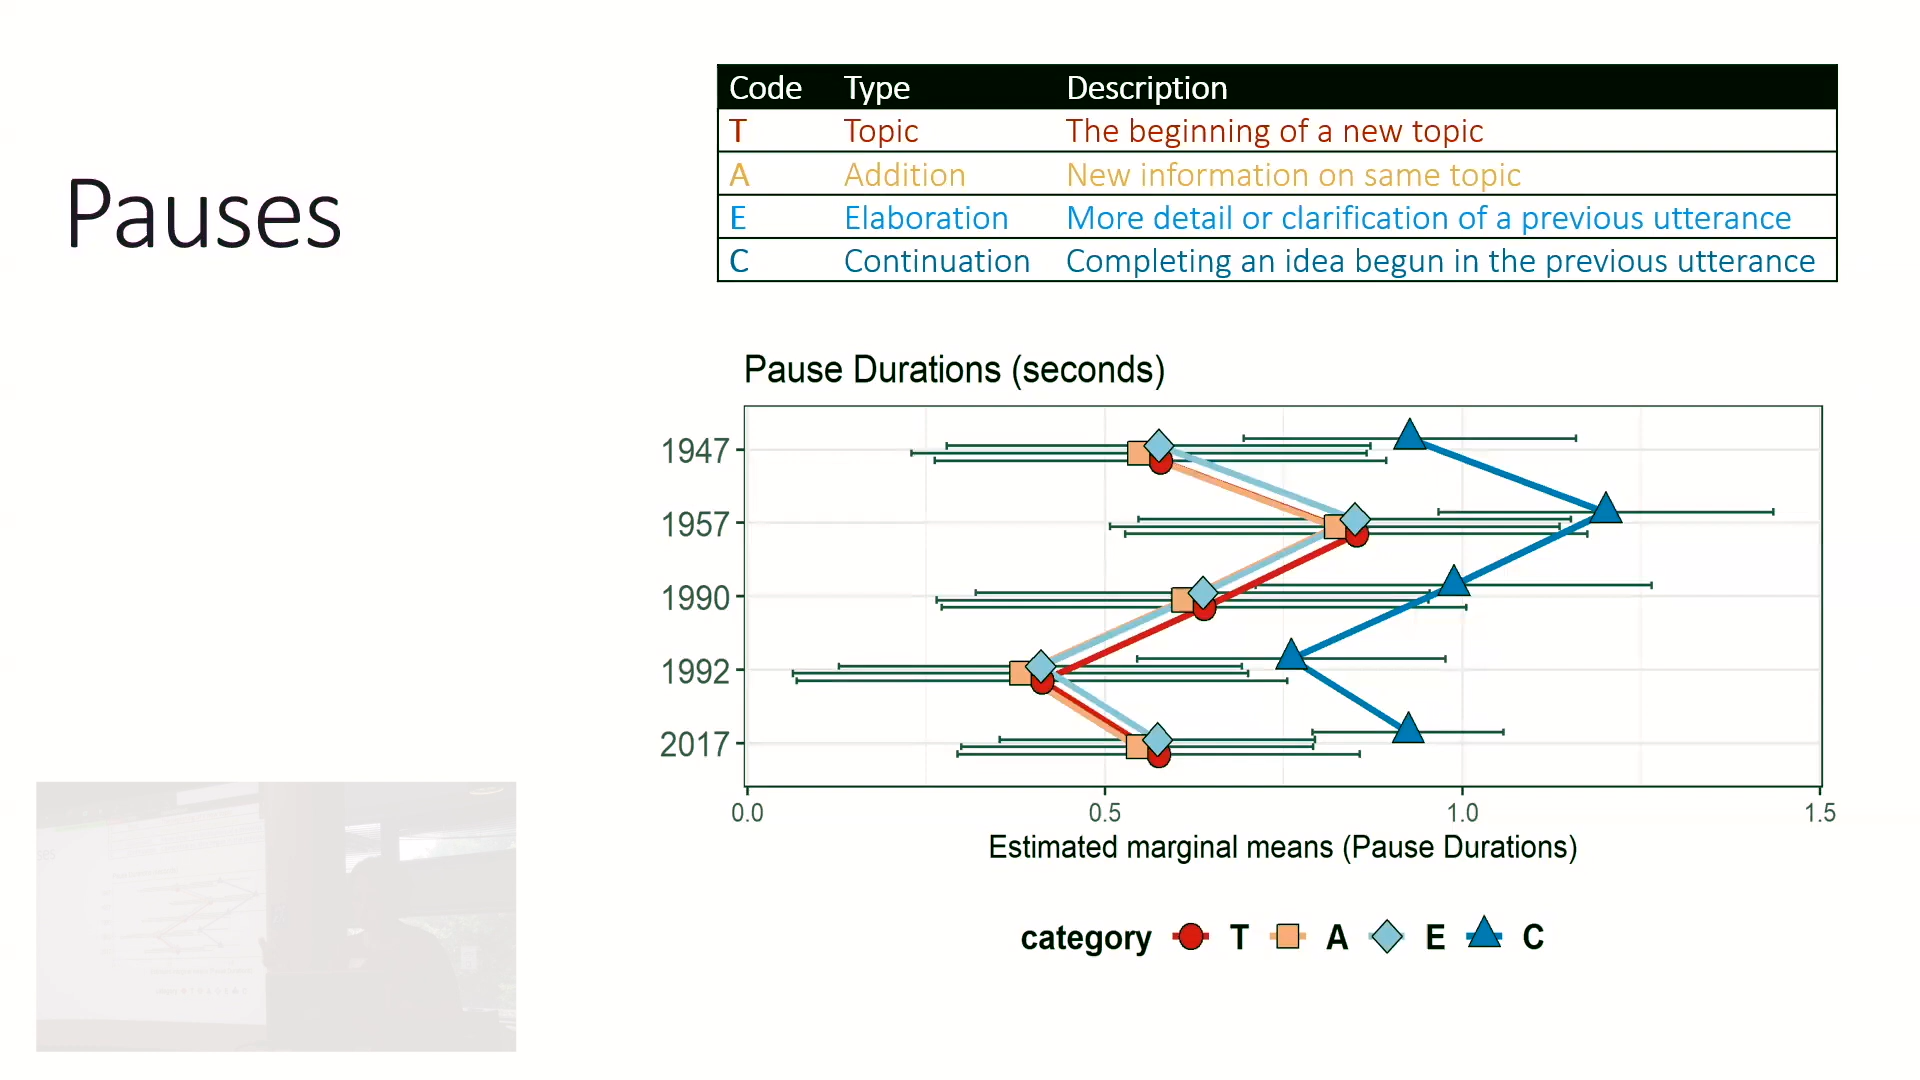 Pauses
Code Type Description
T Topic The beginning of a new topic
A Addition New information on same topic
E Elaboration More detail or clarification of a previous utterance
C Continuation Completing an idea begun in the previous utterance
Pause Durations (seconds)
1947
1957
1990
1992
2017
0.0 0.5 1.0 1.5
Estimated marginal means (Pause Durations)
category T A E C